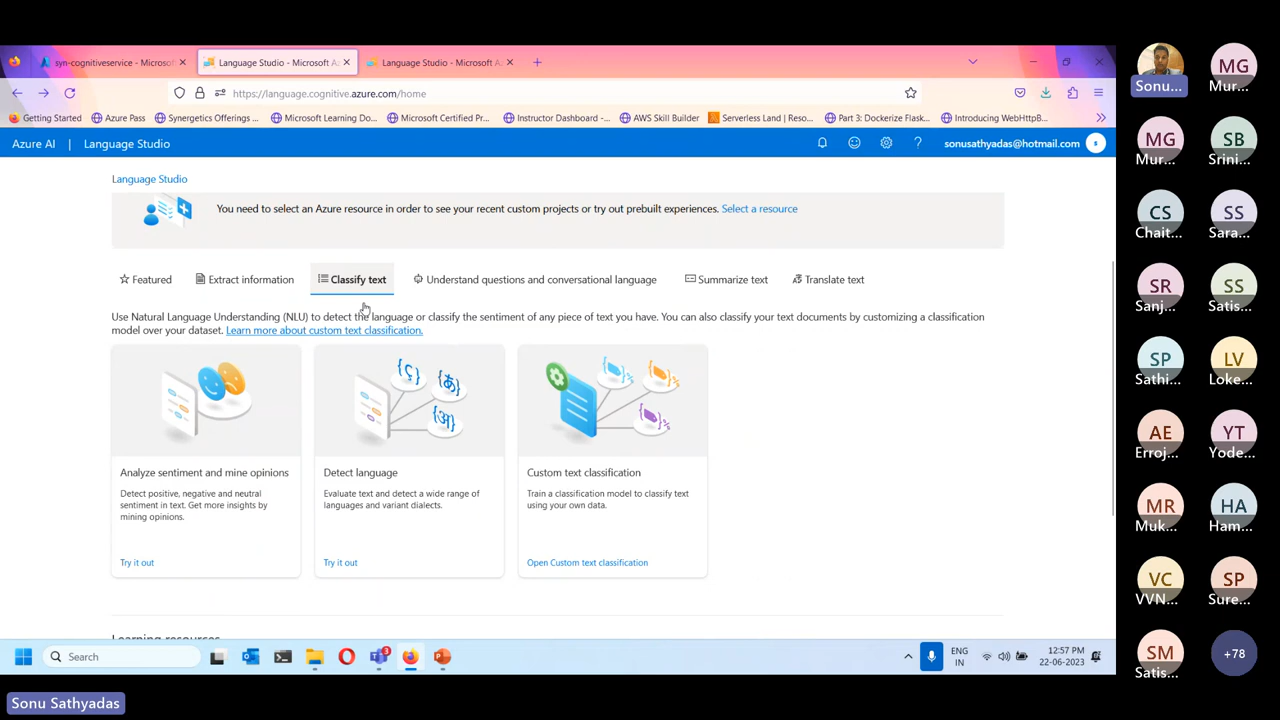 syn-cognitiveservice - Microsof
Language Studio - Microsoft A
Language Studio - Microsoft A
https://language.cognitive.azure.com/home
Getting Started
Azure Pass
Synergetics Offerings ...
Microsoft Learning Do...
Microsoft Certified Pr...
Instructor Dashboard -...
AWS Skill Builder
Serverless Land | Reso...
Part 3: Dockerize Flask...
Introducing WebHttpB...
Azure AI | Language Studio
sonusathyadas@hotmail.com
S
Language Studio
You need to select an Azure resource in order to see your recent custom projects or try out prebuilt experiences. Select a resource
Featured
Extract information
Classify text
Understand questions and conversational language
Summarize text
Translate text
Use Natural Language Understanding (NLU) to detect the language or classify the sentiment of any piece of text you have. You can also classify your text documents by customizing a classification
model over your dataset. Learn more about custom text classification.
Analyze sentiment and mine opinions
Detect positive, negative and neutral
sentiment in text. Get more insights by
mining opinions.
Try it out
Detect language
Evaluate text and detect a wide range of
languages and variant dialects.
Try it out
Custom text classification
Train a classification model to classify text
using your own data.
Open Custom text classification
Learning resources
Search
3
ENG
IN
12:57 PM
22-06-2023
Sonu Sathyadas
Sonu...
MG
Mur...
MG
Mur...
SB
Srini...
CS
Chait...
SS
Sara...
SR
Sanj...
SS
Satis...
SP
Sathi...
LV
Loke...
AE
Erroj...
YT
Yode...
MR
Muk...
HA
Ham...
VC
VVN...
SP
Sure...
SM
Satis...
+78